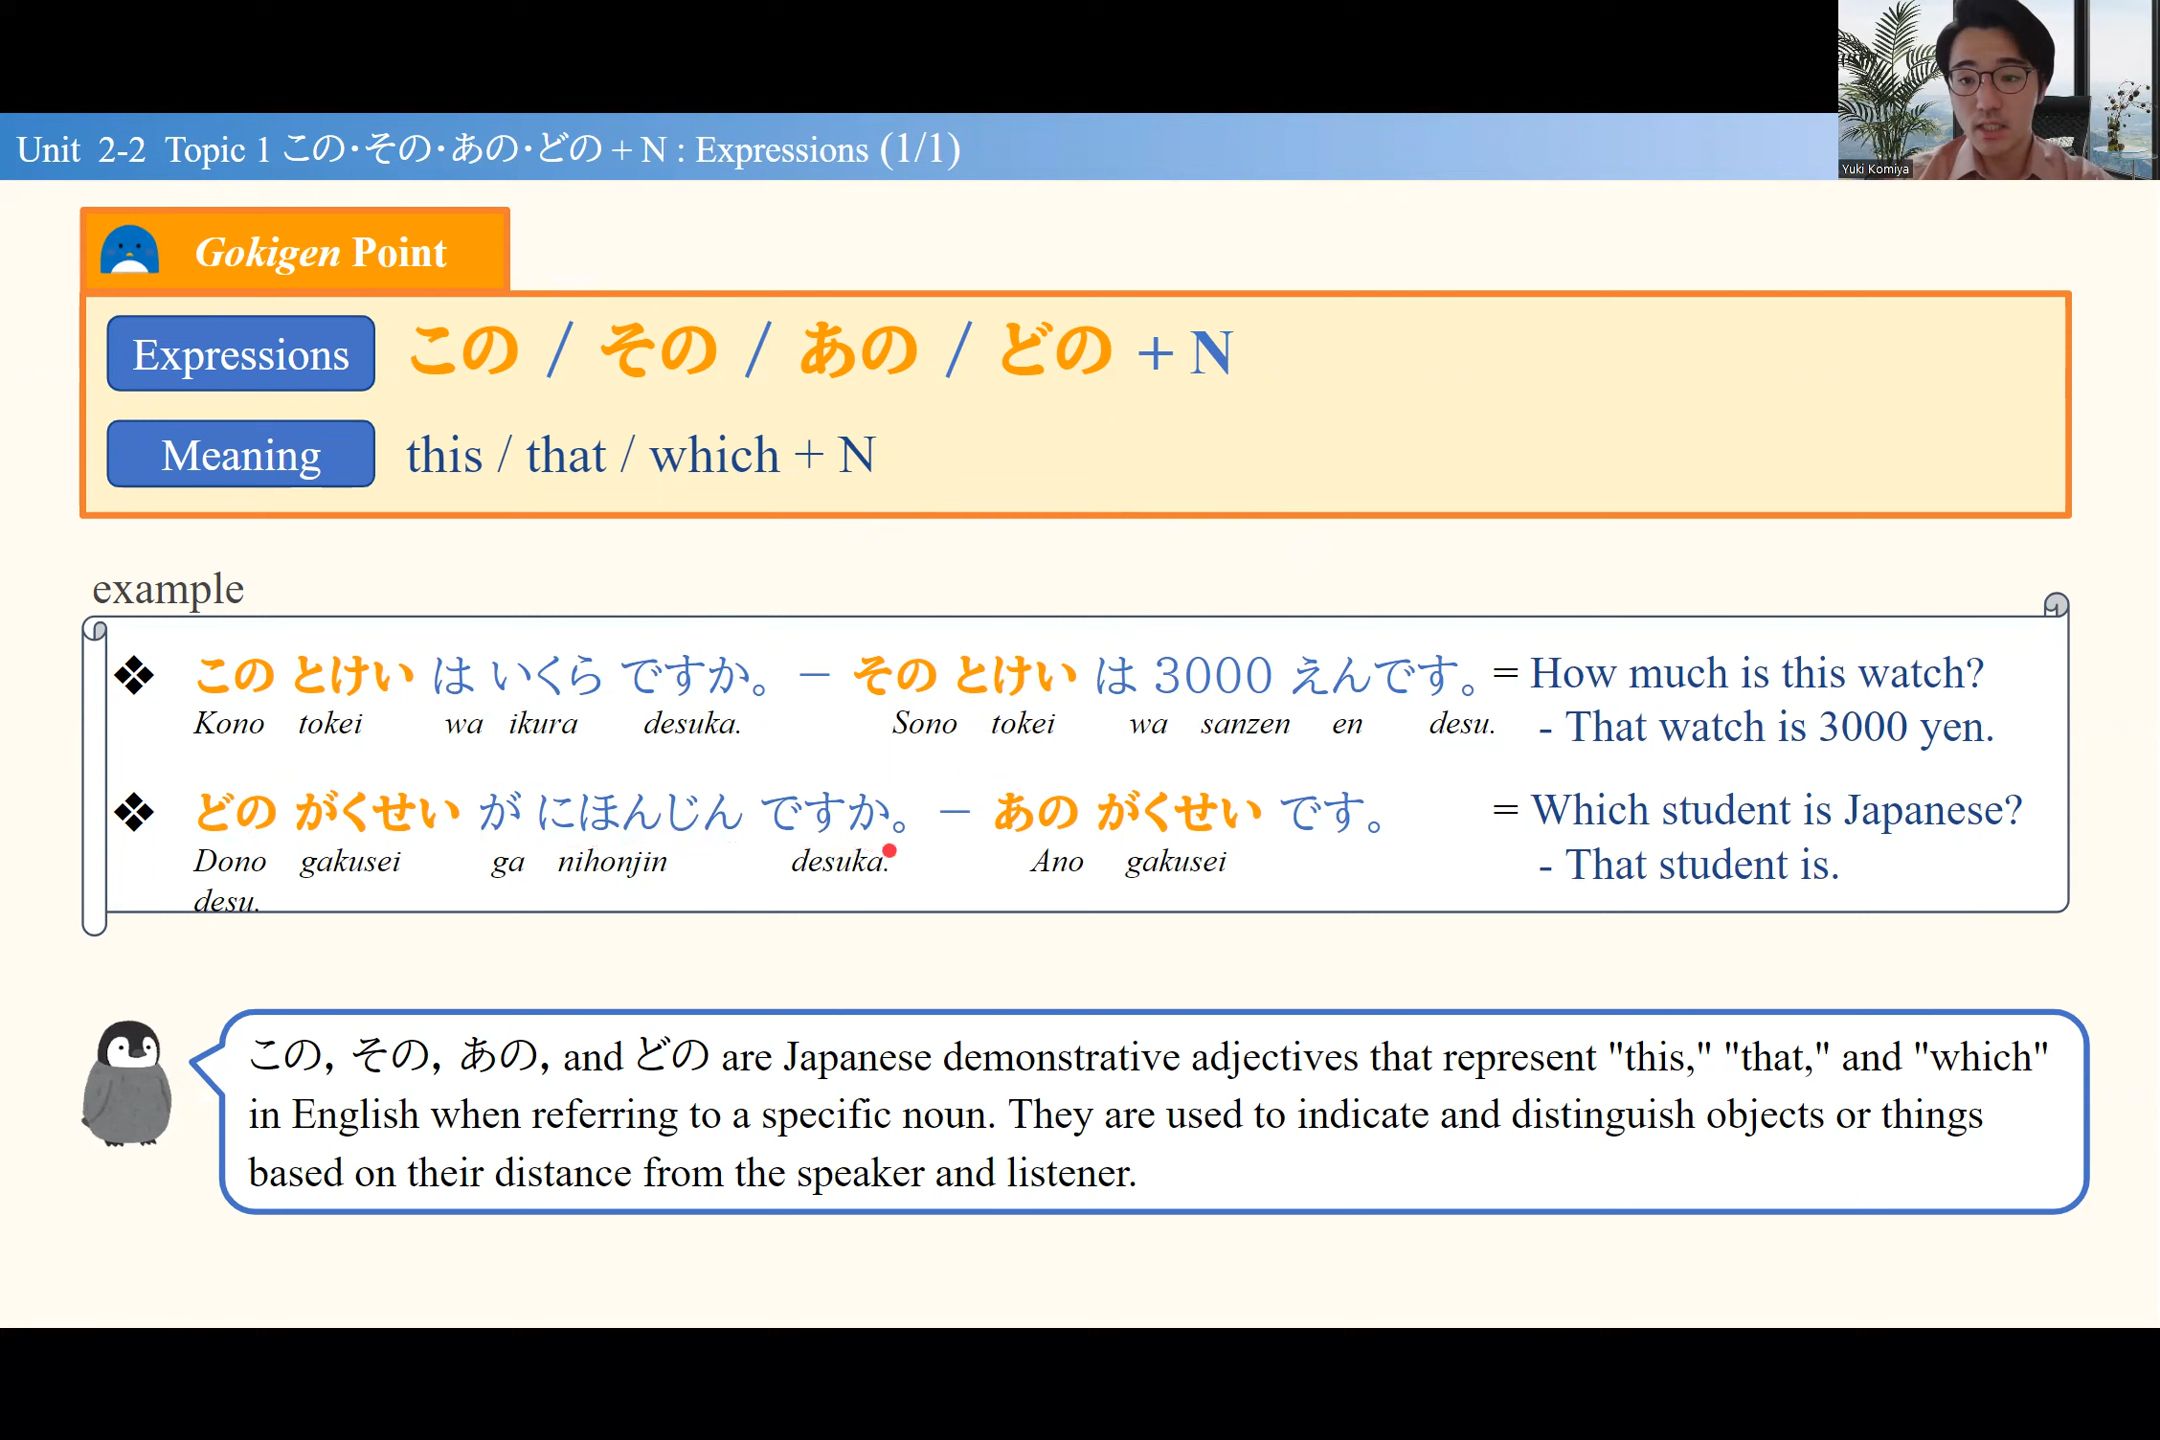 Unit 2-2 Topic 1 この・その・あの・どの + N : Expressions (1/1)
Yuki Komiya
Gokigen Point
Expressions この / その / あの / どの + N
Meaning this / that / which + N
example
❖ この とけい は いくら ですか。 – その とけい は 3000 えんです。 = How much is this watch?
Kono tokei wa ikura desuka. Sono tokei wa sanzen en desu. - That watch is 3000 yen.
❖ どの がくせい が にほんじん ですか。 – あの がくせい です。 = Which student is Japanese?
Dono gakusei ga nihonjin desuka. Ano gakusei - That student is.
desu.
この, その, あの, and どの are Japanese demonstrative adjectives that represent "this," "that," and "which"
in English when referring to a specific noun. They are used to indicate and distinguish objects or things
based on their distance from the speaker and listener.